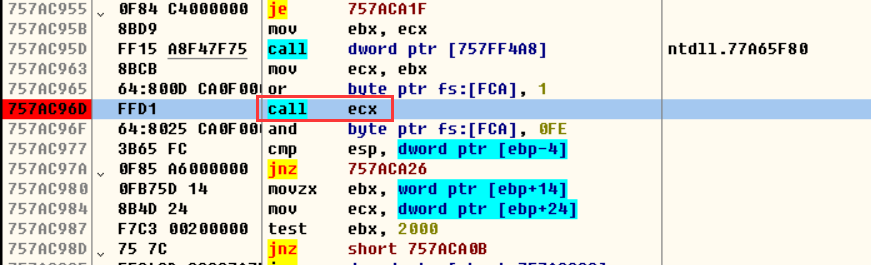 757AC955 0F84 C4000000 je 757ACA1F
757AC95B 8BD9 mov ebx, ecx
757AC95D FF15 A8F47F75 call dword ptr [757FF4A8] ntdll.77A65F80
757AC963 8BCB mov ecx, ebx
757AC965 64:800D CA0F00 or byte ptr fs:[FCA], 1
757AC96D FFD1 call ecx
757AC96F 64:8025 CA0F00 and byte ptr fs:[FCA], 0FE
757AC977 3B65 FC cmp esp, dword ptr [ebp-4]
757AC97A 0F85 A6000000 jnz 757ACA26
757AC980 0FB75D 14 movzx ebx, word ptr [ebp+14]
757AC984 8B4D 24 mov ecx, dword ptr [ebp+24]
757AC987 F7C3 00200000 test ebx, 2000
757AC98D 75 7C jnz short 757ACA0B